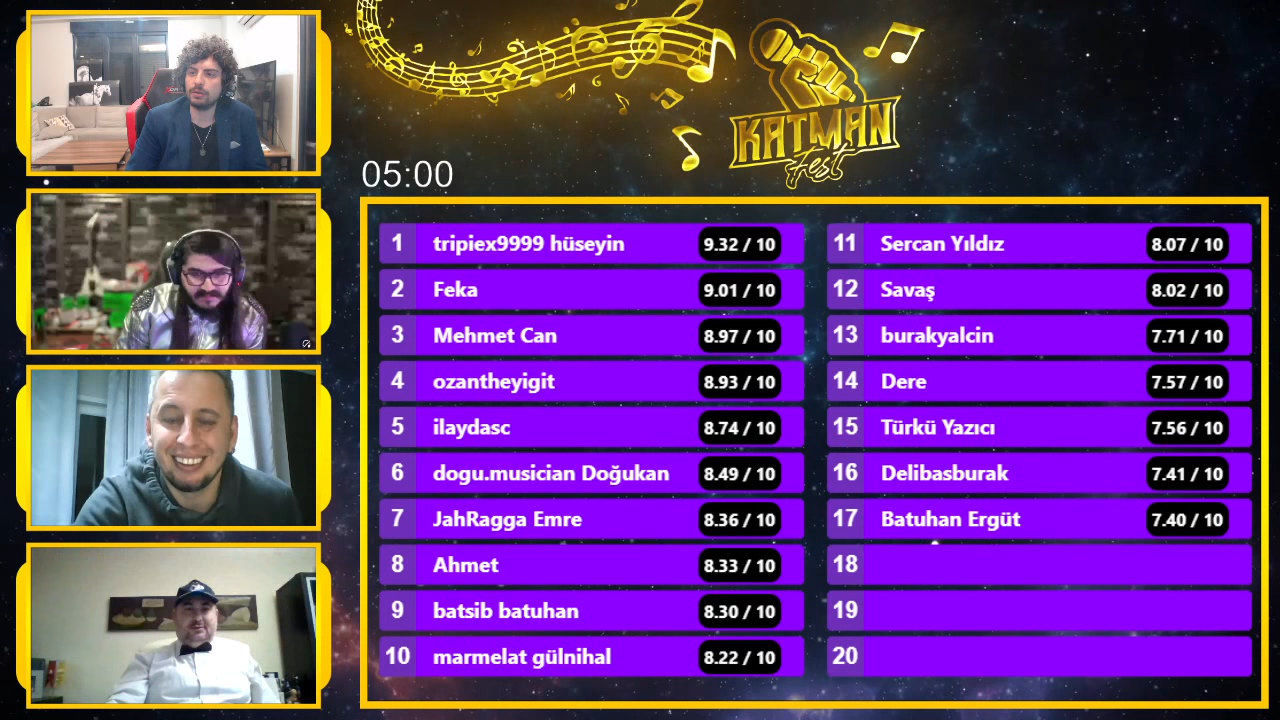 KATMAN
Fest
05:00
1 tripiex9999 hüseyin 9.32 / 10
2 Feka 9.01 / 10
3 Mehmet Can 8.97 / 10
4 ozantheyigit 8.93 / 10
5 ilaydasc 8.74 / 10
6 dogu.musician Doğukan 8.49 / 10
7 JahRagga Emre 8.36 / 10
8 Ahmet 8.33 / 10
9 batsib batuhan 8.30 / 10
10 marmelat gülnihal 8.22 / 10
11 Sercan Yıldız 8.07 / 10
12 Savaş 8.02 / 10
13 burakyalcin 7.71 / 10
14 Dere 7.57 / 10
15 Türkü Yazıcı 7.56 / 10
16 Delibasburak 7.41 / 10
17 Batuhan Ergüt 7.40 / 10
18
19
20